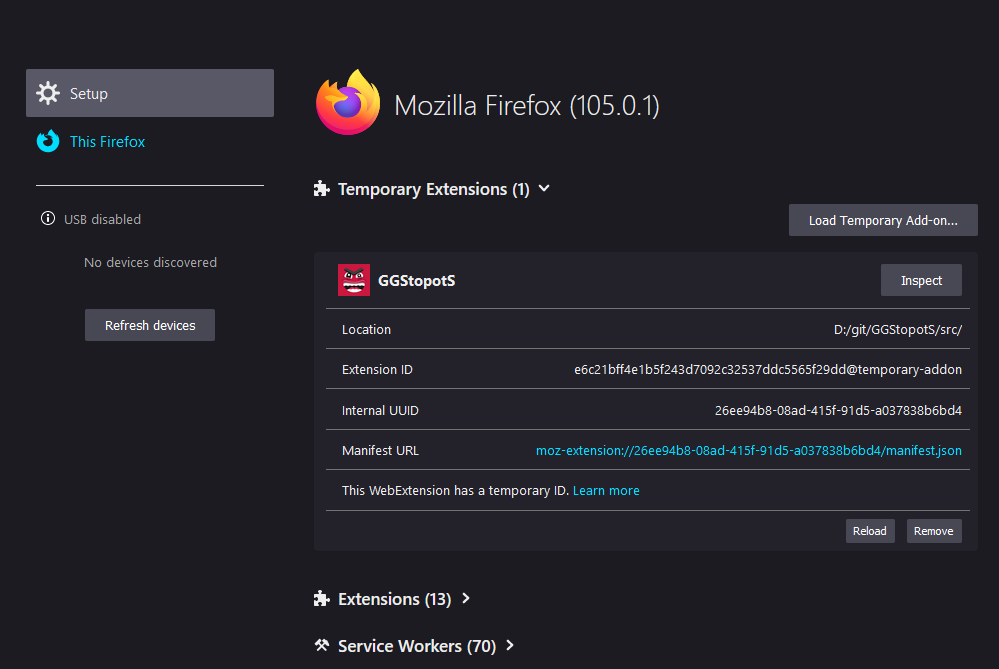 Setup
This Firefox
USB disabled
No devices discovered
Refresh devices
Mozilla Firefox (105.0.1)
Temporary Extensions (1)
Load Temporary Add-on...
GGStopotS
Inspect
Location
D:/git/GGStopotS/src/
Extension ID
e6c21bff4e1b5f243d7092c32537ddc5565f29dd@temporary-addon
Internal UUID
26ee94b8-08ad-415f-91d5-a037838b6bd4
Manifest URL
moz-extension://26ee94b8-08ad-415f-91d5-a037838b6bd4/manifest.json
This WebExtension has a temporary ID. Learn more
Reload
Remove
Extensions (13)
Service Workers (70)